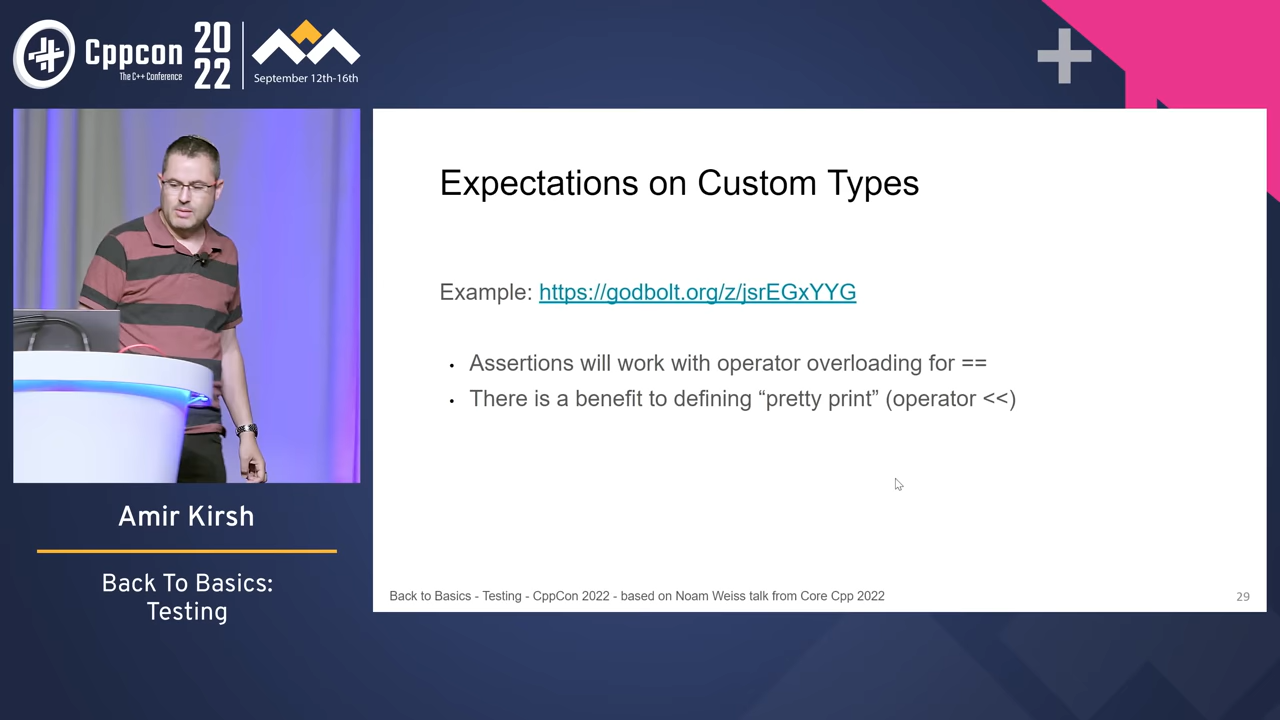 Cppcon
The C++ Conference
20
22
September 12th-16th
Expectations on Custom Types
Example: https://godbolt.org/z/jsrEGxYYG
• Assertions will work with operator overloading for ==
• There is a benefit to defining “pretty print” (operator <<)
Back to Basics - Testing - CppCon 2022 - based on Noam Weiss talk from Core Cpp 2022
29
Amir Kirsh
Back To Basics:
Testing